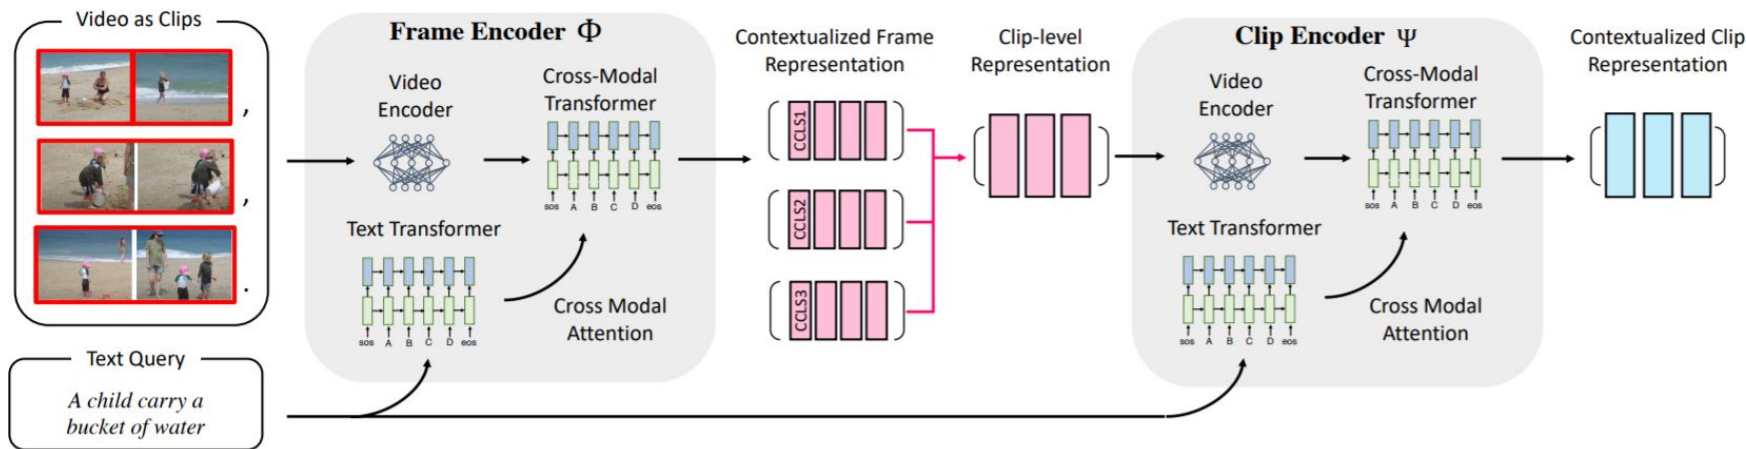 Video as Clips
,
,
.
Text Query
A child carry a
bucket of water
Frame Encoder Φ
Video
Encoder
Cross-Modal
Transformer
sos A B C D eos
Text Transformer
sos A B C D eos
Cross Modal
Attention
Contextualized Frame
Representation
CCLS1
CCLS2
CCLS3
Clip-level
Representation
Clip Encoder Ψ
Video
Encoder
Cross-Modal
Transformer
sos A B C D eos
Text Transformer
sos A B C D eos
Cross Modal
Attention
Contextualized Clip
Representation